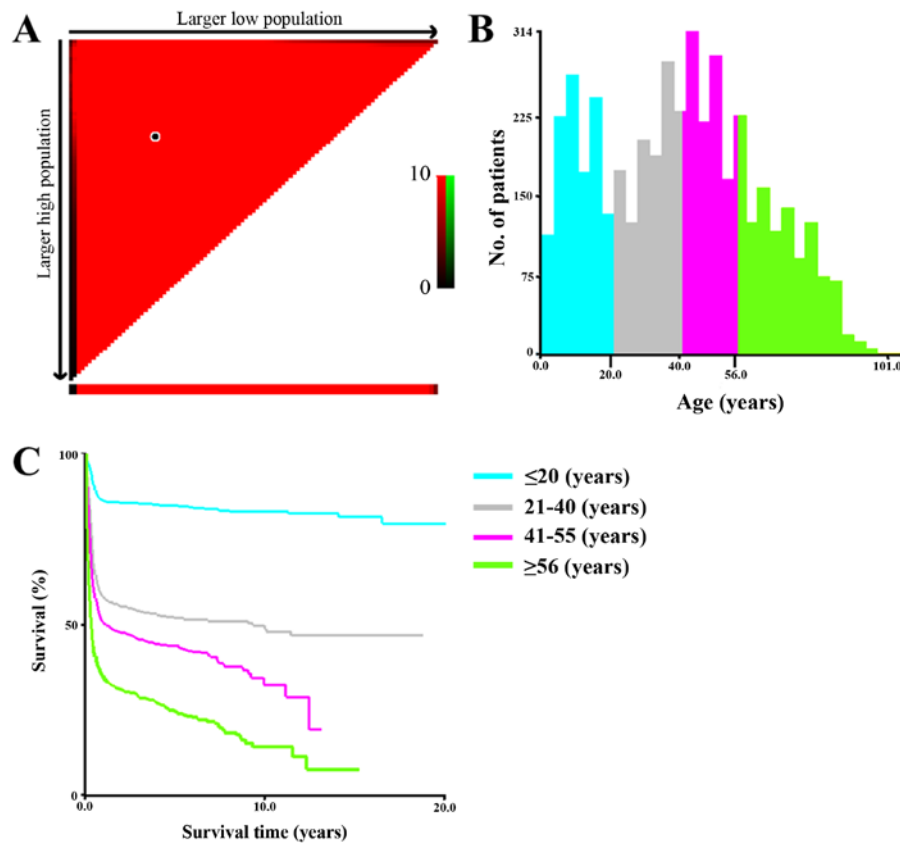 A
Larger low population
Larger high population
10
0
B
314
225
150
75
0
No. of patients
0.0
20.0
40.0
56.0
101.0
Age (years)
C
100
50
0
Survival (%)
0.0
10.0
20.0
Survival time (years)
≤20 (years)
21-40 (years)
41-55 (years)
≥56 (years)